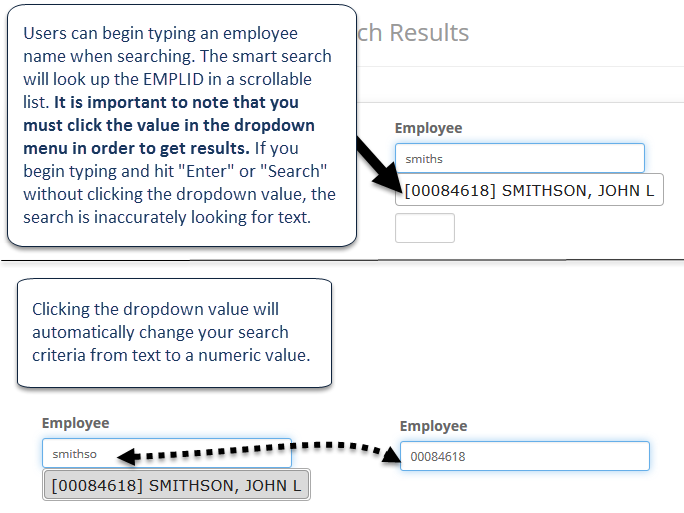 Users can begin typing an employee
name when searching. The smart search
will look up the EMPLID in a scrollable
list. It is important to note that you
must click the value in the dropdown
menu in order to get results. If you
begin typing and hit "Enter" or "Search"
without clicking the dropdown value, the
search is inaccurately looking for text.
ch Results
Employee
smiths
[00084618] SMITHSON, JOHN L
Clicking the dropdown value will
automatically change your search
criteria from text to a numeric value.
Employee
smithso
[00084618] SMITHSON, JOHN L
Employee
00084618